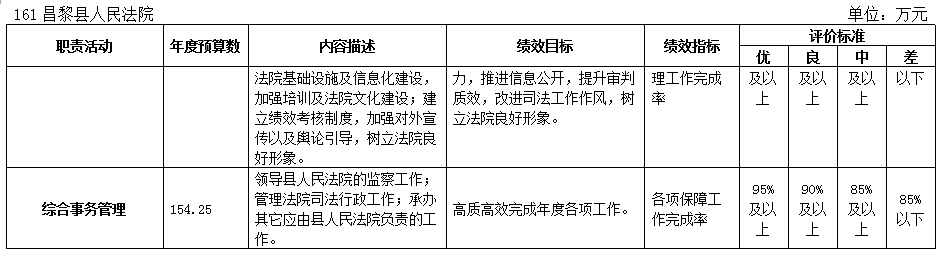 161 昌黎县人民法院 单位：万元
职责活动 年度预算数 内容描述 绩效目标 绩效指标 评价标准
优 良 中 差
法院基础设施及信息化建设，
加强培训及法院文化建设；建
立绩效考核制度，加强对外宣
传以及舆论引导，树立法院良
好形象。
力，推进信息公开，提升审判
质效，改进司法工作作风，树
立法院良好形象。
理工作完成
率
及以
上
及以
上
及以
上
以下
综合事务管理
154.25
领导县人民法院的监察工作；
管理法院司法行政工作；承办
其它应由县人民法院负责的工
作。
高质高效完成年度各项工作。
各项保障工
作完成率
95%
及以
上
90%
及以
上
85%
及以
上
85%
以下